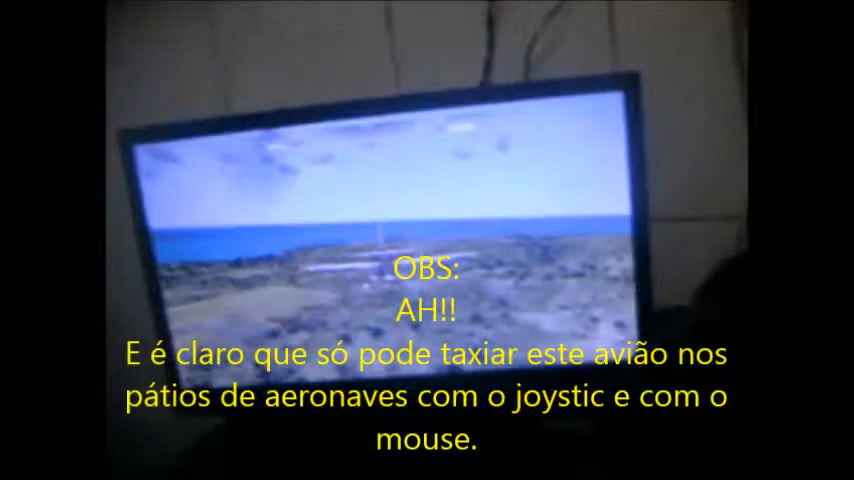 OBS:
AH!!
E é claro que só pode taxiar este avião nos
pátios de aeronaves com o joystic e com o
mouse.